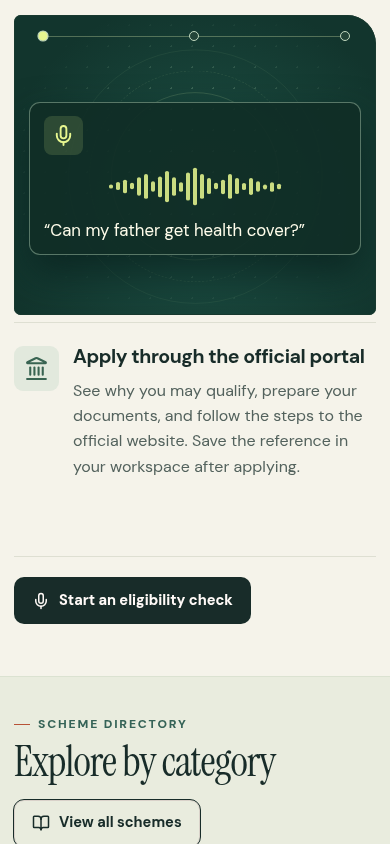 “Can my father get health cover?”
Apply through the official portal
See why you may qualify, prepare your
documents, and follow the steps to the
official website. Save the reference in
your workspace after applying.
Start an eligibility check
SCHEME DIRECTORY
Explore by category
View all schemes